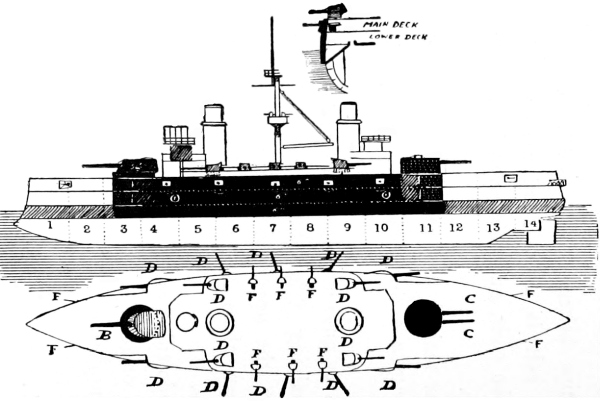 MAIN DECK
LOWER DECK
1 2 3 4 5 6 7 8 9 10 11 12 13 14
D D D D D
F D F F F D C F
B
C
F D F F F D F
D D D D D